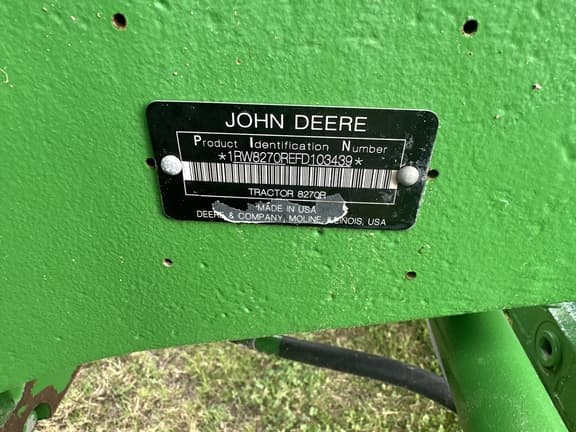 JOHN DEERE
Product Identification Number
*1RW8270REFD103439*
TRACTOR 8270R
MADE IN USA
DEERE & COMPANY, MOLINE, ILLINOIS, USA